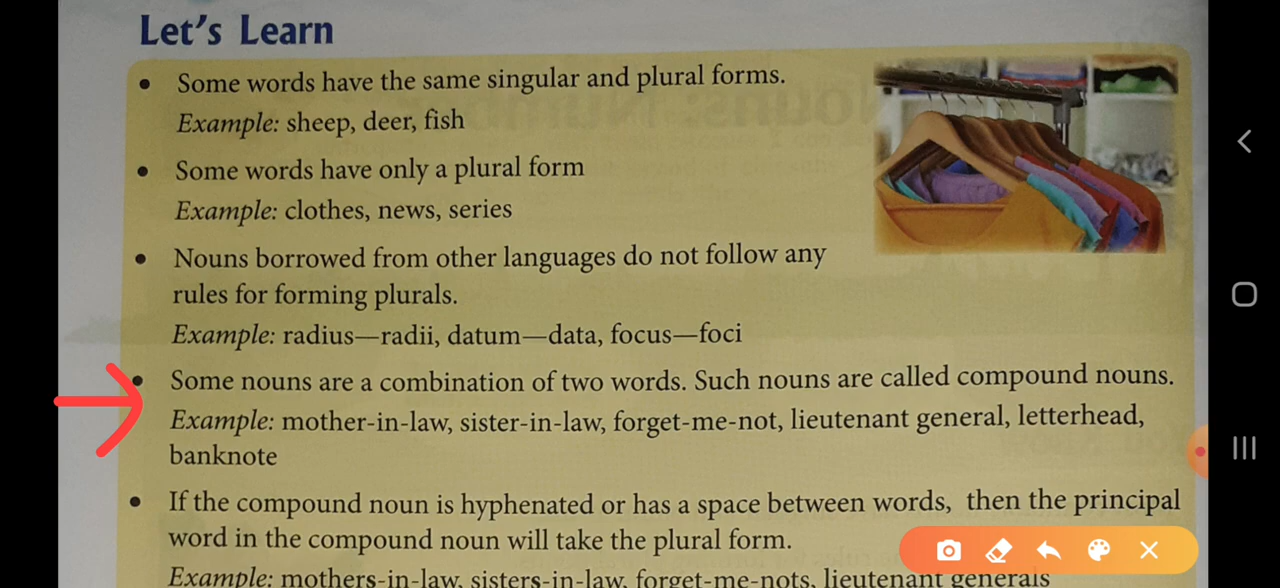 Let's Learn
• Some words have the same singular and plural forms.
Example: sheep, deer, fish
• Some words have only a plural form
Example: clothes, news, series
• Nouns borrowed from other languages do not follow any
rules for forming plurals.
Example: radius—radii, datum—data, focus—foci
• Some nouns are a combination of two words. Such nouns are called compound nouns.
Example: mother-in-law, sister-in-law, forget-me-not, lieutenant general, letterhead,
banknote
• If the compound noun is hyphenated or has a space between words, then the principal
word in the compound noun will take the plural form.
Example: mothers-in-law, sisters-in-law, forget-me-nots, lieutenant generals